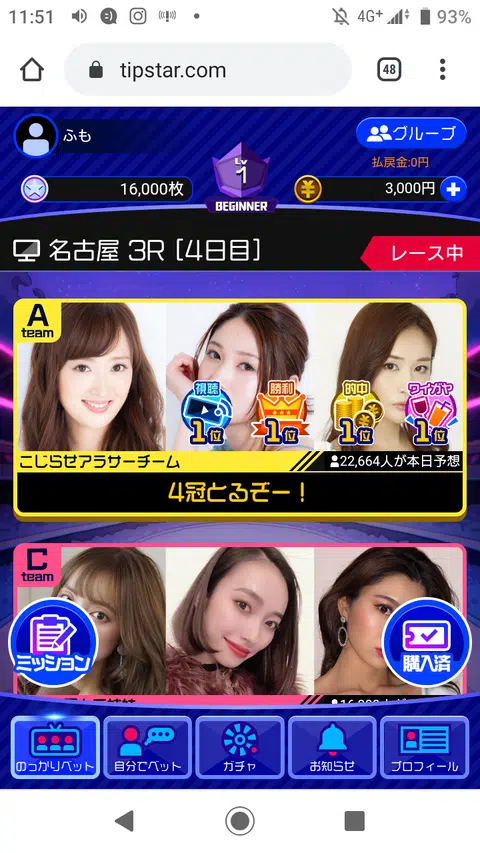 11:51
4G+
93%
tipstar.com
48
ふも
グループ
払戻金:0円
16,000枚
Lv
1
BEGINNER
3,000円
名古屋 3R [4日目]
レース中
A
team
視聴
1位
勝利
1位
的中
1位
ワイガヤ
1位
こじらせアラサーチーム
22,664人が本日予想
4冠とるぞー！
C
team
ミッション
購入済
のっかりベット
自分でベット
ガチャ
お知らせ
プロフィール